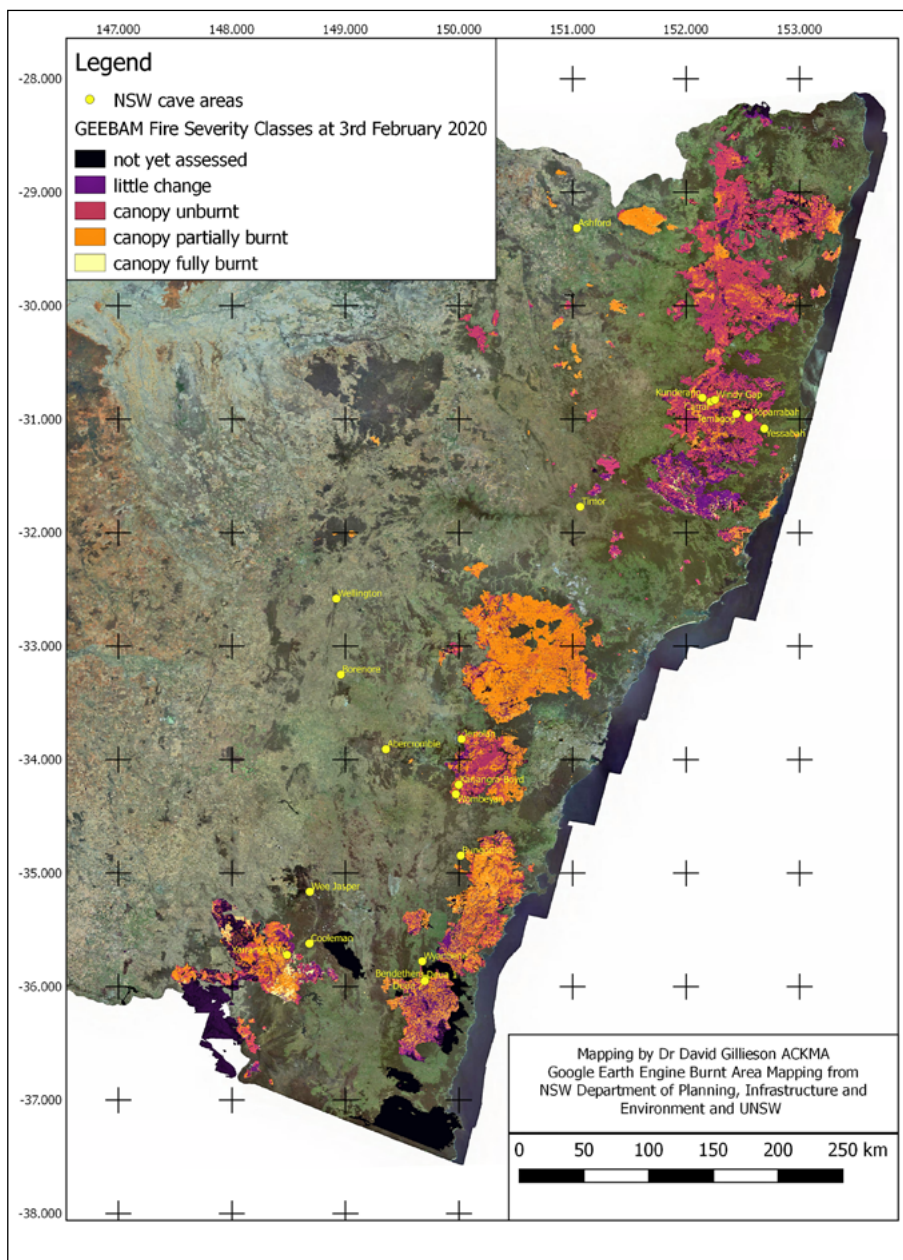 147.000 148.000 149.000 150.000 151.000 152.000 153.000
Legend
NSW cave areas
GEEBAM Fire Severity Classes at 3rd February 2020
not yet assessed
little change
canopy unburnt
canopy partially burnt
canopy fully burnt
-28.000
-29.000
Ashford
-30.000
Windy Gap
-31.000
Moparrabah
Yessabah
Timor
-32.000
Wellington
-33.000
Borenore
Abercrombie
Jenolan
-34.000
Kanangra-Boyd
Wombeyan
Bungonia
-35.000
Wee Jasper
Cooleman
Wyanbene
Bendethera Deua
-36.000
-37.000
-38.000
Mapping by Dr David Gillieson ACKMA
Google Earth Engine Burnt Area Mapping from
NSW Department of Planning, Infrastructure and
Environment and UNSW
0 50 100 150 200 250 km